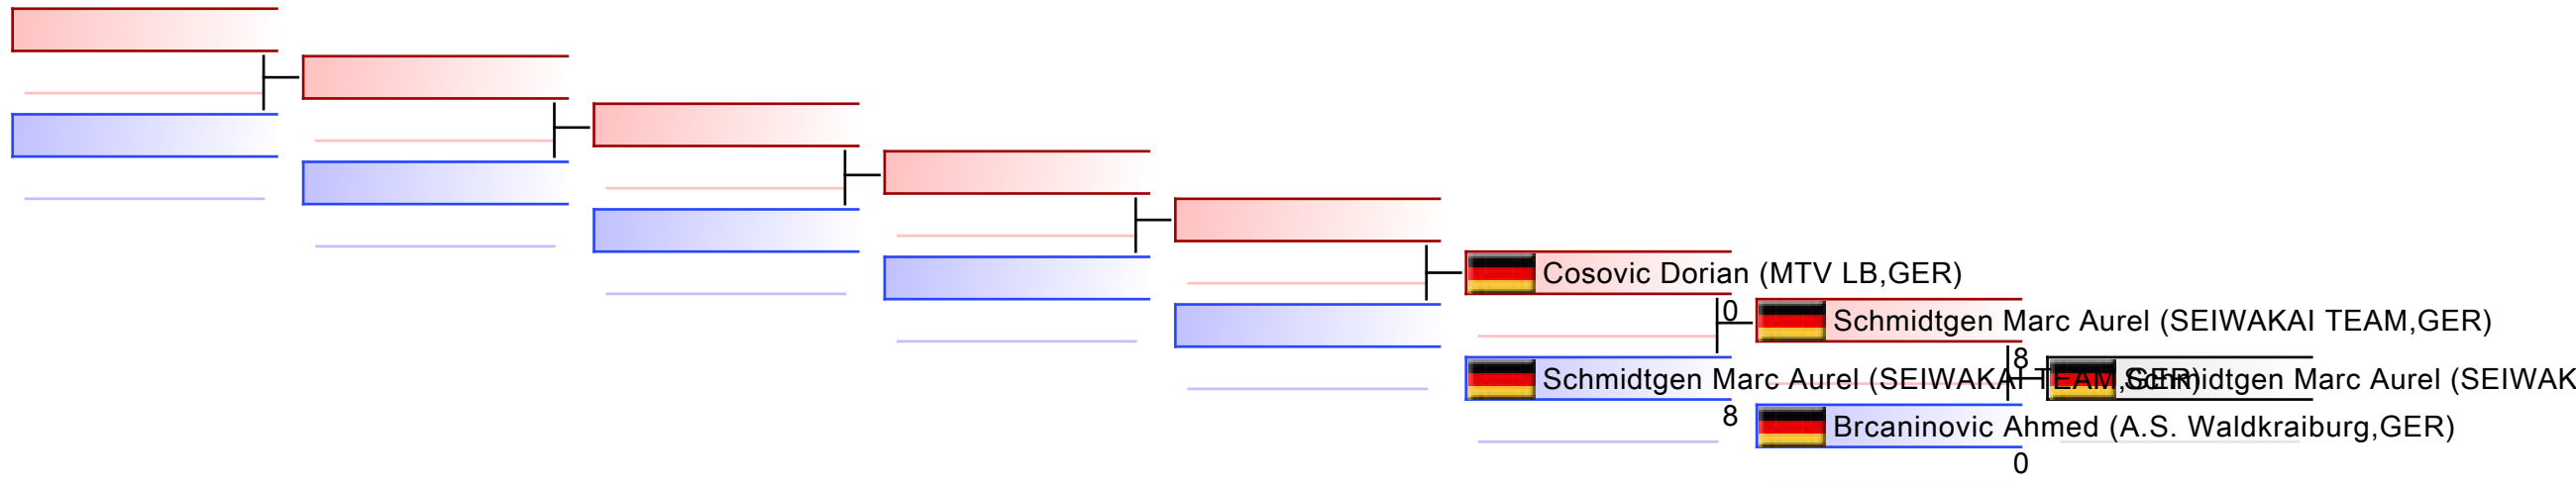 Cosovic Dorian (MTV LB,GER)
0
Schmidtgen Marc Aurel (SEIWAKAI TEAM,GER)
8
Schmidtgen Marc Aurel (SEIWAKAI TEAM,GER)
8
Brcaninovic Ahmed (A.S. Waldkraiburg,GER)
0
Schmidtgen Marc Aurel (SEIWAK